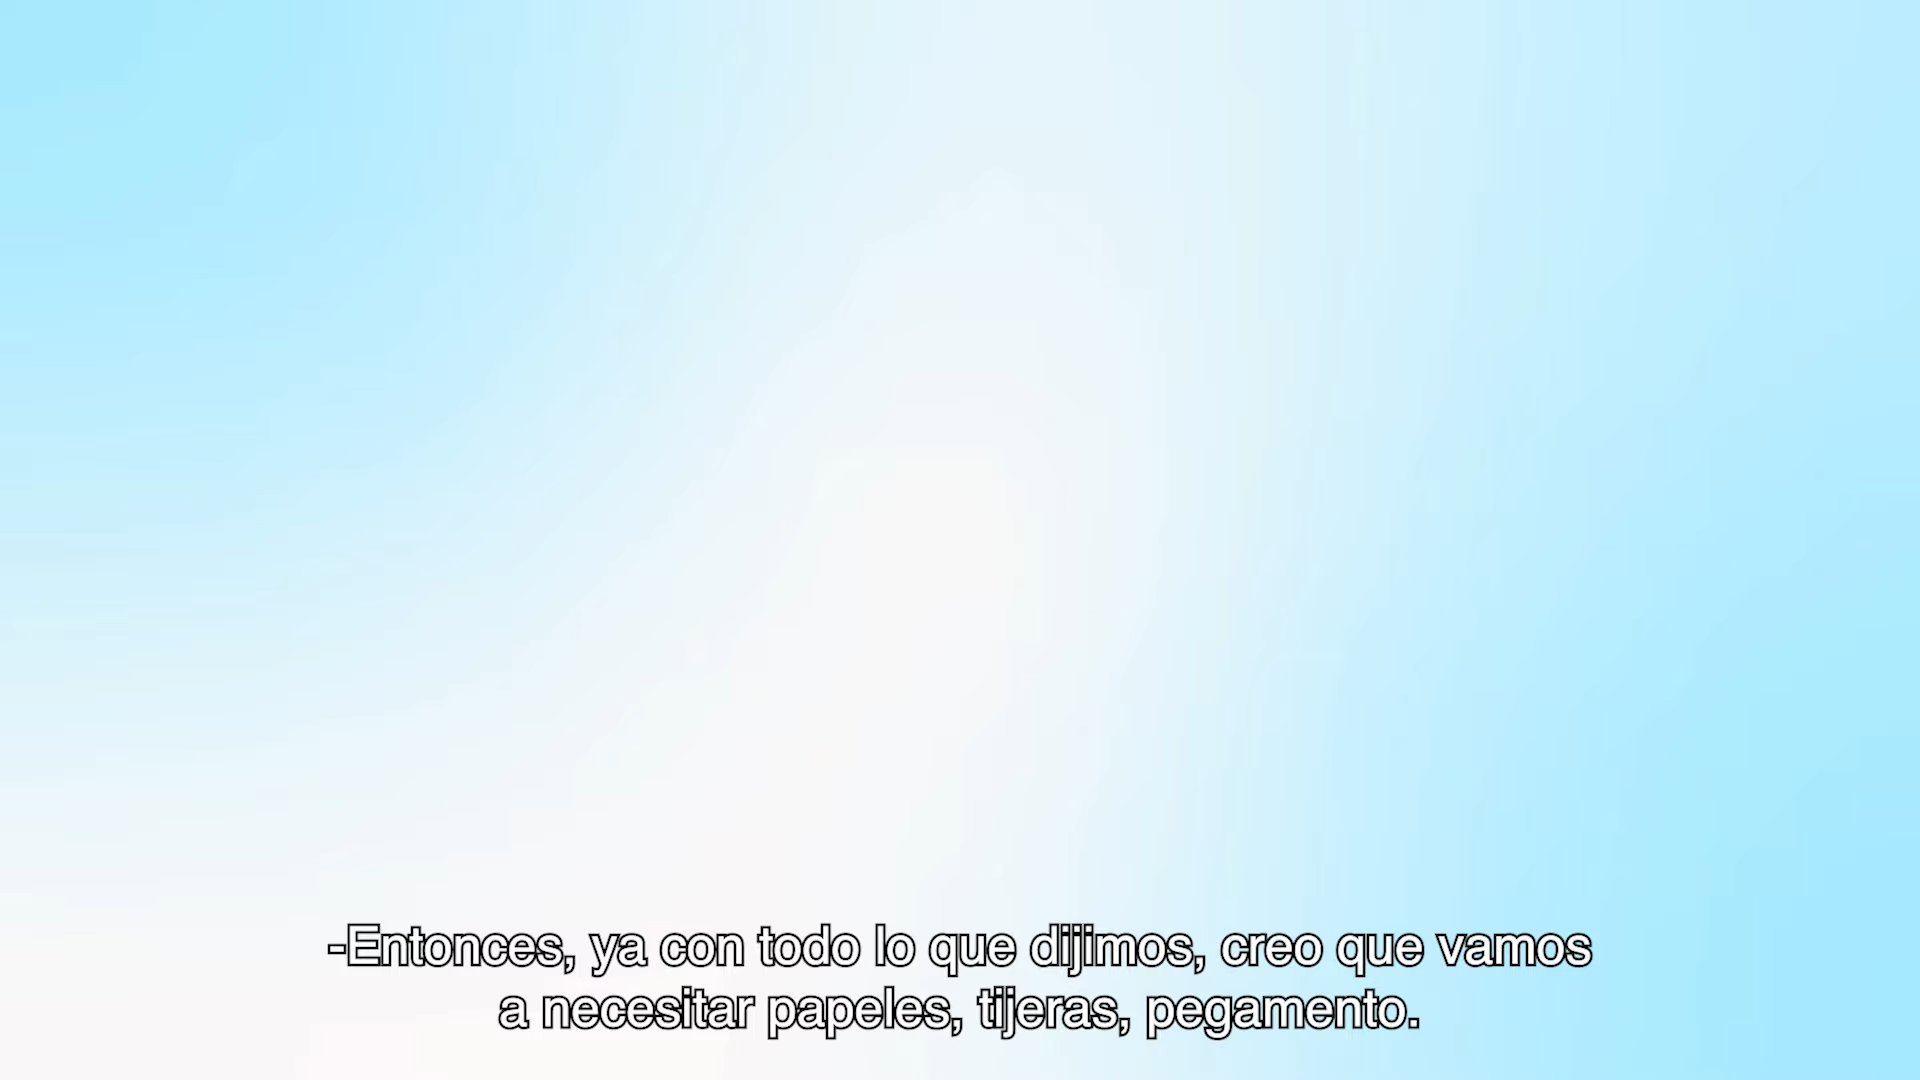 -Entonces, ya con todo lo que dijimos, creo que vamos
a necesitar papeles, tijeras, pegamento.